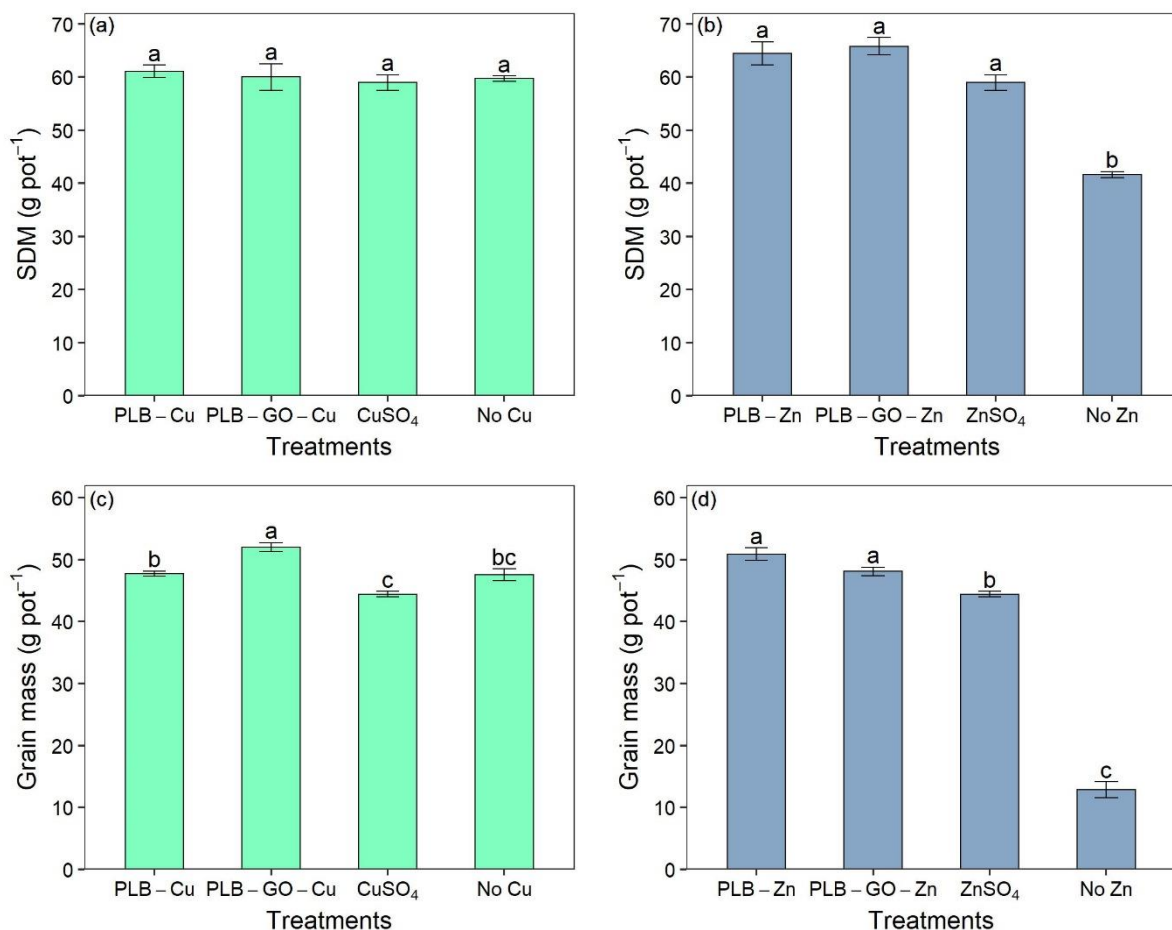 (a)
SDM (g pot⁻¹)
70
60
50
40
30
20
10
0
a
a
a
a
PLB – Cu
PLB – GO – Cu
CuSO₄
No Cu
Treatments
(b)
SDM (g pot⁻¹)
70
60
50
40
30
20
10
0
a
a
a
b
PLB – Zn
PLB – GO – Zn
ZnSO₄
No Zn
Treatments
(c)
Grain mass (g pot⁻¹)
60
50
40
30
20
10
0
b
a
c
bc
PLB – Cu
PLB – GO – Cu
CuSO₄
No Cu
Treatments
(d)
Grain mass (g pot⁻¹)
60
50
40
30
20
10
0
a
a
b
c
PLB – Zn
PLB – GO – Zn
ZnSO₄
No Zn
Treatments